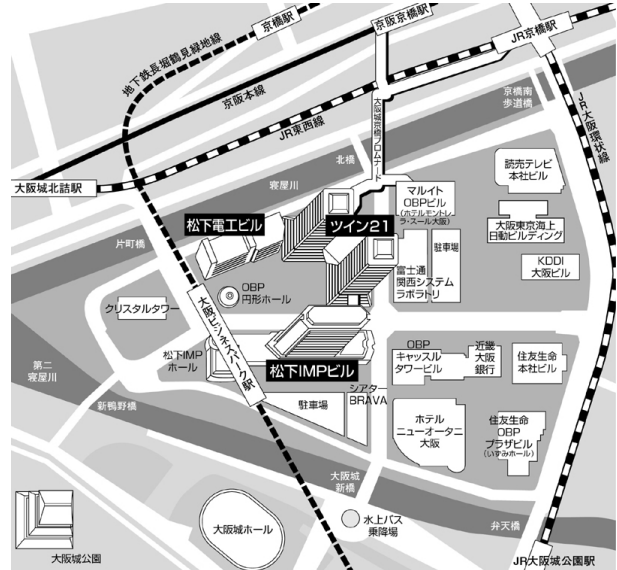 京橋駅
京阪京橋駅
JR京橋駅
地下鉄長堀鶴見緑地線
京阪本線
JR東西線
大阪城京橋プロムナード
京橋南
歩道橋
JR大阪環状線
大阪城北詰駅
北橋
寝屋川
読売テレビ
本社ビル
マルイト
OBPビル
(ホテルモントレ
ラ・スール大阪)
松下電工ビル
ツイン21
大阪東京海上
日動ビルディング
片町橋
駐車場
KDDI
大阪ビル
富士通
関西システム
ラボラトリ
OBP
円形ホール
クリスタルタワー
大阪ビジネスパーク駅
松下IMP
ホール
松下IMPビル
OBP
キャッスル
タワービル
近畿
大阪
銀行
住友生命
本社ビル
第二
寝屋川
新鴫野橋
駐車場
シアター
BRAVA
ホテル
ニューオータニ
大阪
住友生命
OBP
プラザビル
(いずみホール)
大阪城
新橋
大阪城ホール
水上バス
乗降場
弁天橋
大阪城公園
JR大阪城公園駅